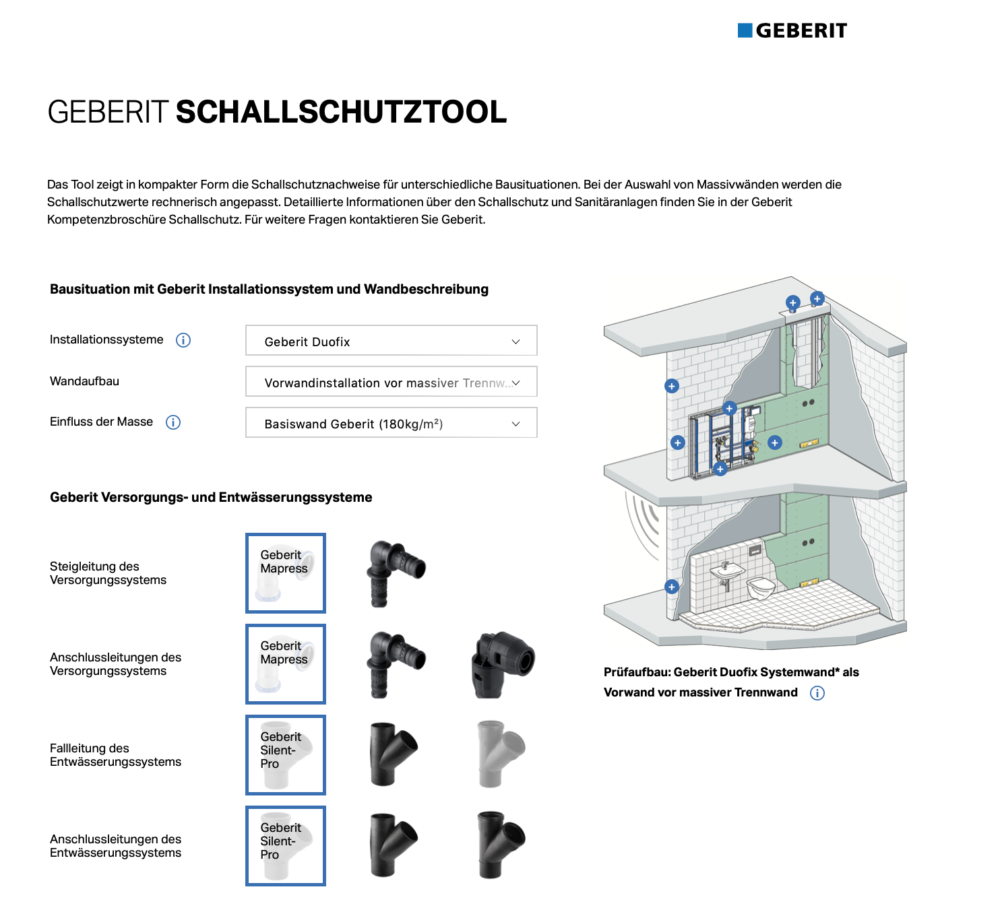 GEBERIT
GEBERIT SCHALLSCHUTZTOOL
Das Tool zeigt in kompakter Form die Schallschutznachweise für unterschiedliche Bausituationen. Bei der Auswahl von Massivwänden werden die
Schallschutzwerte rechnerisch angepasst. Detaillierte Informationen über den Schallschutz und Sanitäranlagen finden Sie in der Geberit
Kompetenzbroschüre Schallschutz. Für weitere Fragen kontaktieren Sie Geberit.
Bausituation mit Geberit Installationssystem und Wandbeschreibung
Installationssysteme
Geberit Duofix
Wandaufbau
Vorwandinstallation vor massiver Trennw...
Einfluss der Masse
Basiswand Geberit (180kg/m²)
Geberit Versorgungs- und Entwässerungssysteme
Steigleitung des
Versorgungssystems
Geberit
Mapress
Anschlussleitungen des
Versorgungssystems
Geberit
Mapress
Fallleitung des
Entwässerungssystems
Geberit
Silent-
Pro
Anschlussleitungen des
Entwässerungssystems
Geberit
Silent-
Pro
Prüfaufbau: Geberit Duofix Systemwand* als
Vorwand vor massiver Trennwand